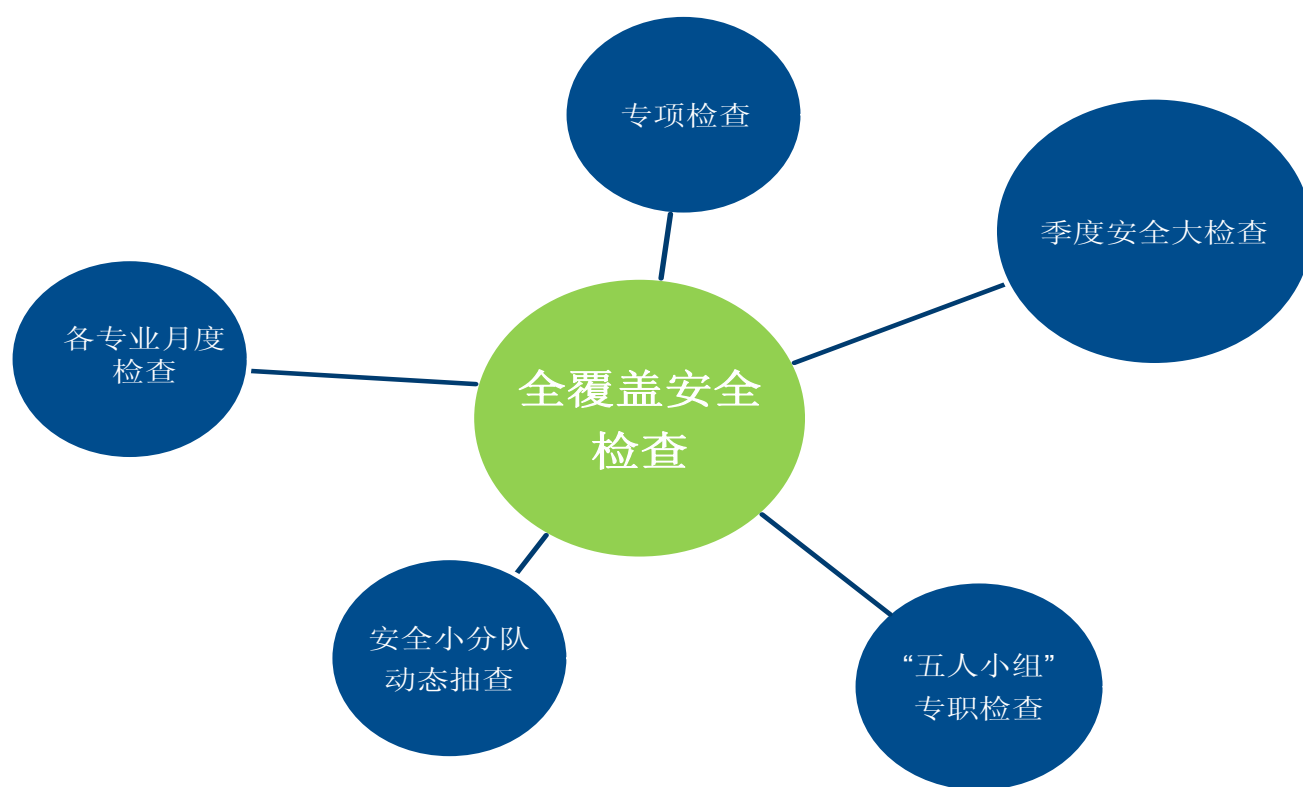 专项检查
季度安全大检查
各专业月度
检查
全覆盖安全
检查
安全小分队
动态抽查
“五人小组”
专职检查